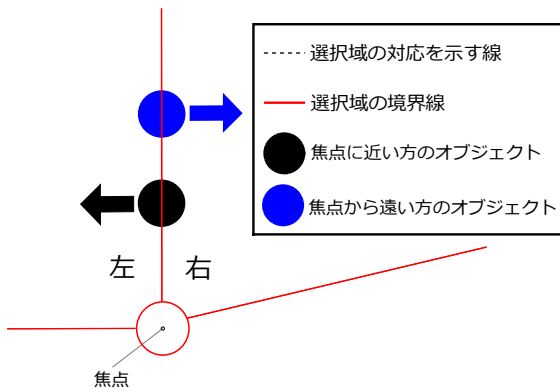 選択域の対応を示す線
選択域の境界線
焦点に近い方のオブジェクト
焦点から遠い方のオブジェクト
左 右
焦点